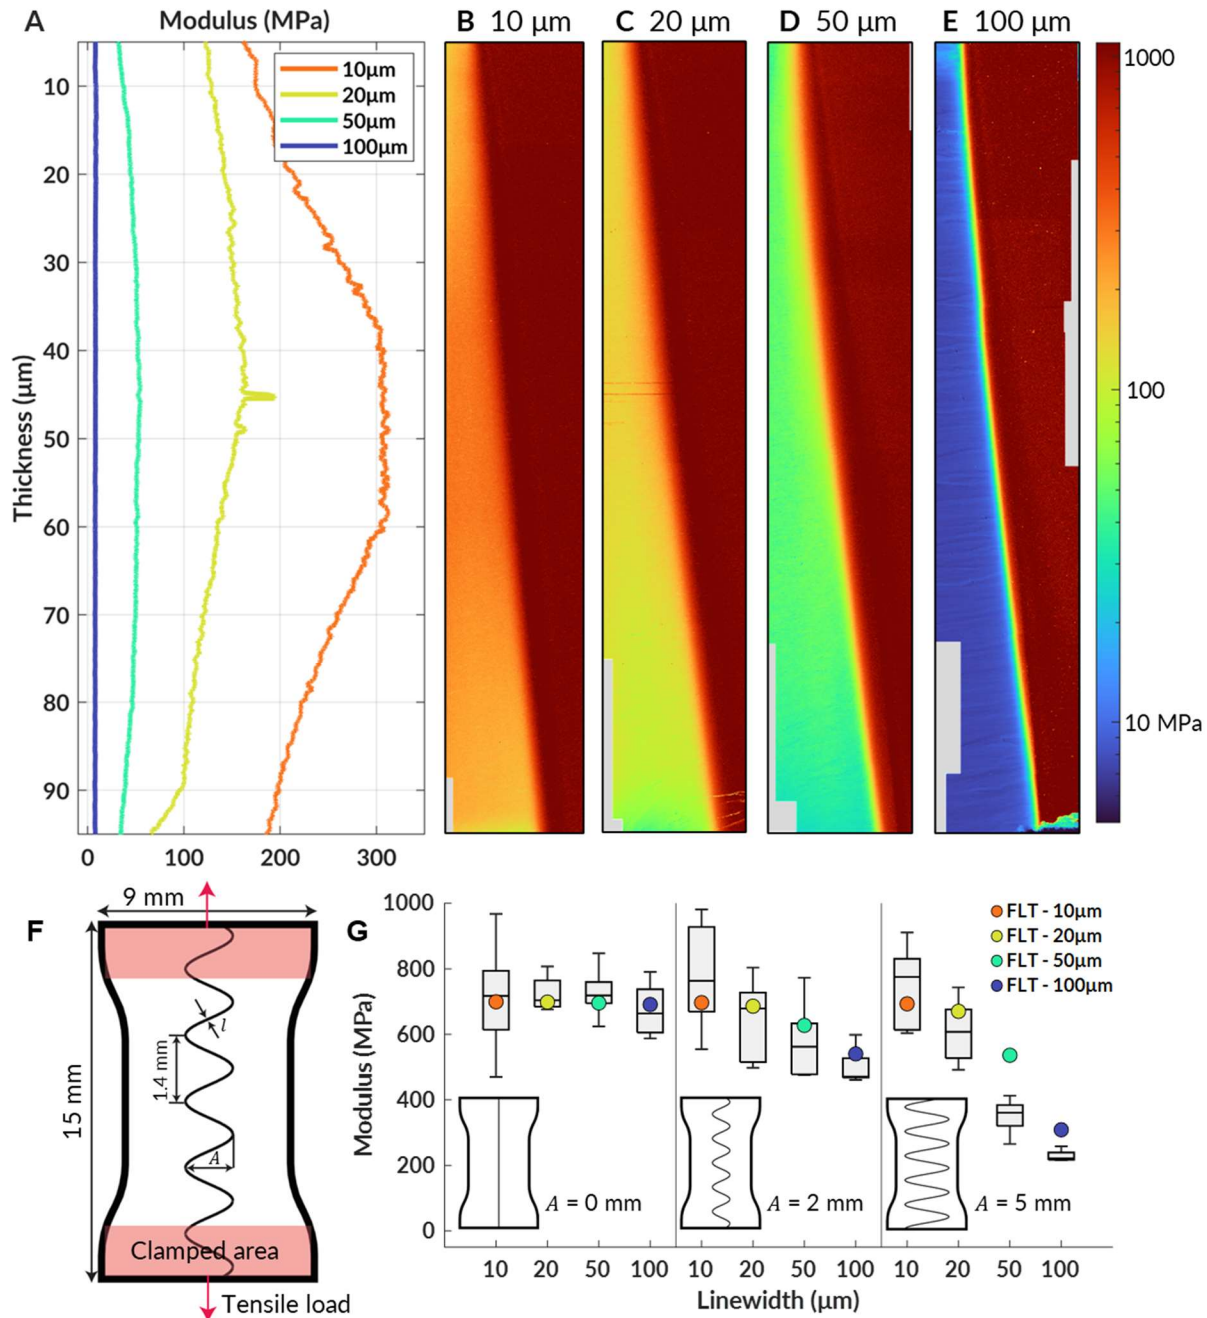 A
Modulus (MPa)
10µm
20µm
50µm
100µm
10
20
30
40
50
60
70
80
90
Thickness (µm)
0 100 200 300
B 10 µm
C 20 µm
D 50 µm
E 100 µm
1000
100
10 MPa
F
9 mm
15 mm
1.4 mm
l
A
Clamped area
Tensile load
G
1000
800
600
400
200
0
Modulus (MPa)
FLT - 10µm
FLT - 20µm
FLT - 50µm
FLT - 100µm
A = 0 mm
A = 2 mm
A = 5 mm
10 20 50 100 10 20 50 100 10 20 50 100
Linewidth (µm)